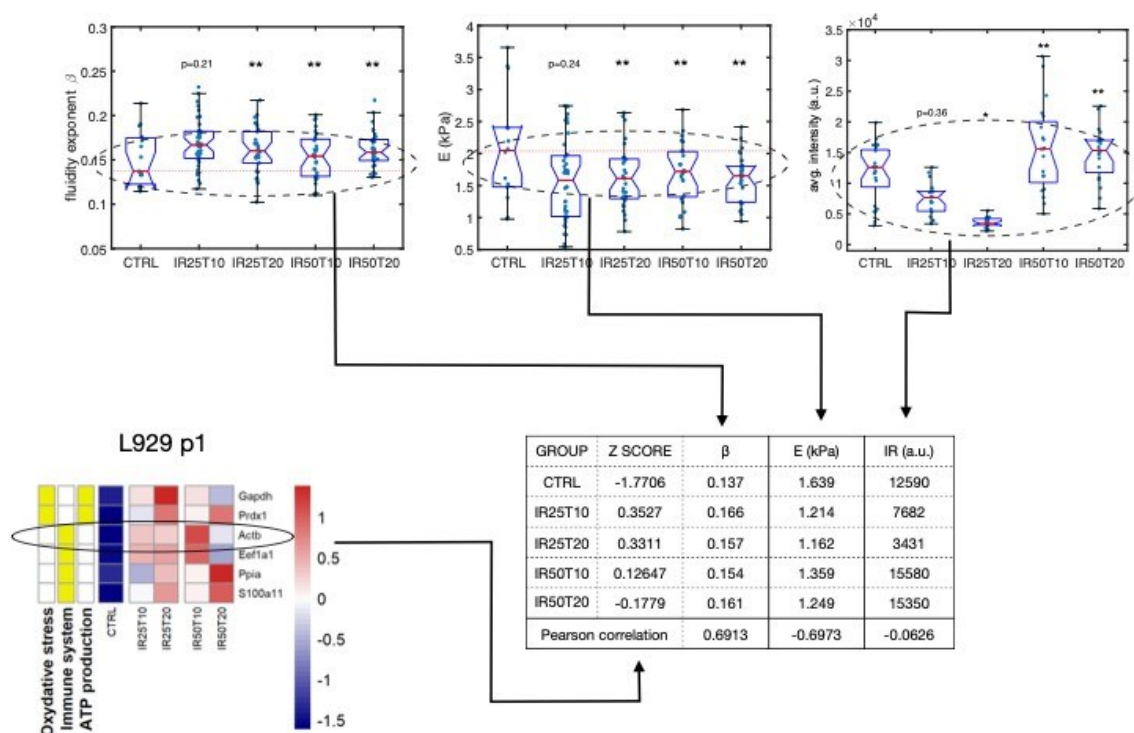 fluidity exponent β
0.3
0.25
0.2
0.15
0.1
0.05
p=0.21
**
**
**
CTRL IR25T10 IR25T20 IR50T10 IR50T20
E (kPa)
4
3.5
3
2.5
2
1.5
1
0.5
p=0.24
**
**
**
CTRL IR25T10 IR25T20 IR50T10 IR50T20
avg. intensity (a.u.)
×10⁴
3.5
3
2.5
2
1.5
1
0.5
0
p=0.36
*
**
**
CTRL IR25T10 IR25T20 IR50T10 IR50T20
L929 p1
Gapdh
Prdx1
Actb
Eef1a1
Ppia
S100a11
Oxydative stress
Immune system
ATP production
CTRL
IR25T10
IR25T20
IR50T10
IR50T20
1
0.5
0
-0.5
-1
-1.5
GROUP Z SCORE β E (kPa) IR (a.u.)
CTRL -1.7706 0.137 1.639 12590
IR25T10 0.3527 0.166 1.214 7682
IR25T20 0.3311 0.157 1.162 3431
IR50T10 0.12647 0.154 1.359 15580
IR50T20 -0.1779 0.161 1.249 15350
Pearson correlation 0.6913 -0.6973 -0.0626